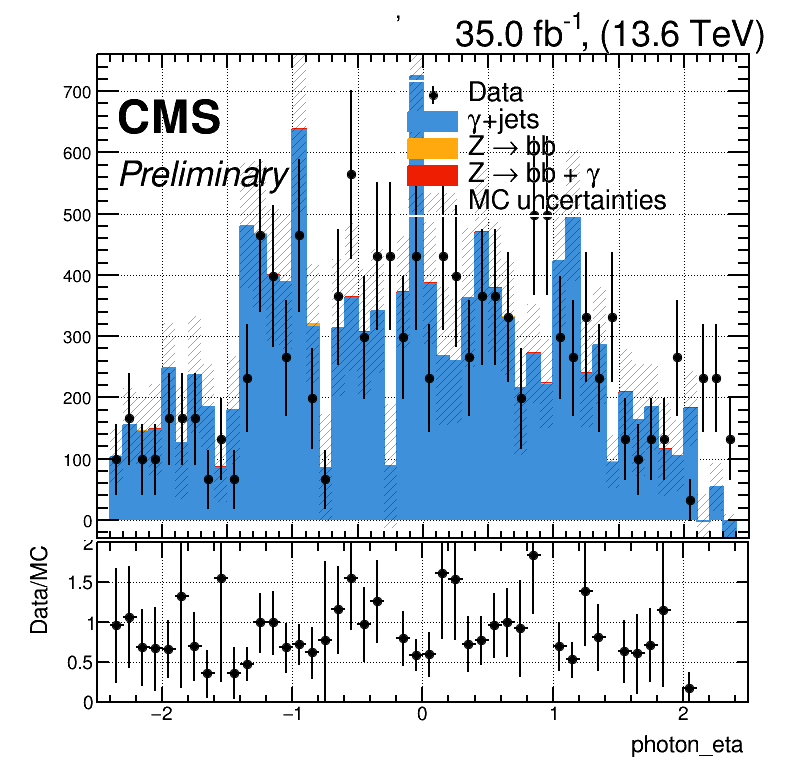 ,
35.0 fb⁻¹, (13.6 TeV)
CMS
Preliminary
Data
γ+jets
Z → bb
Z → bb + γ
MC uncertainties
700
600
500
400
300
200
100
0
Data/MC
2
1.5
1
0.5
0
−2 −1 0 1 2
photon_eta